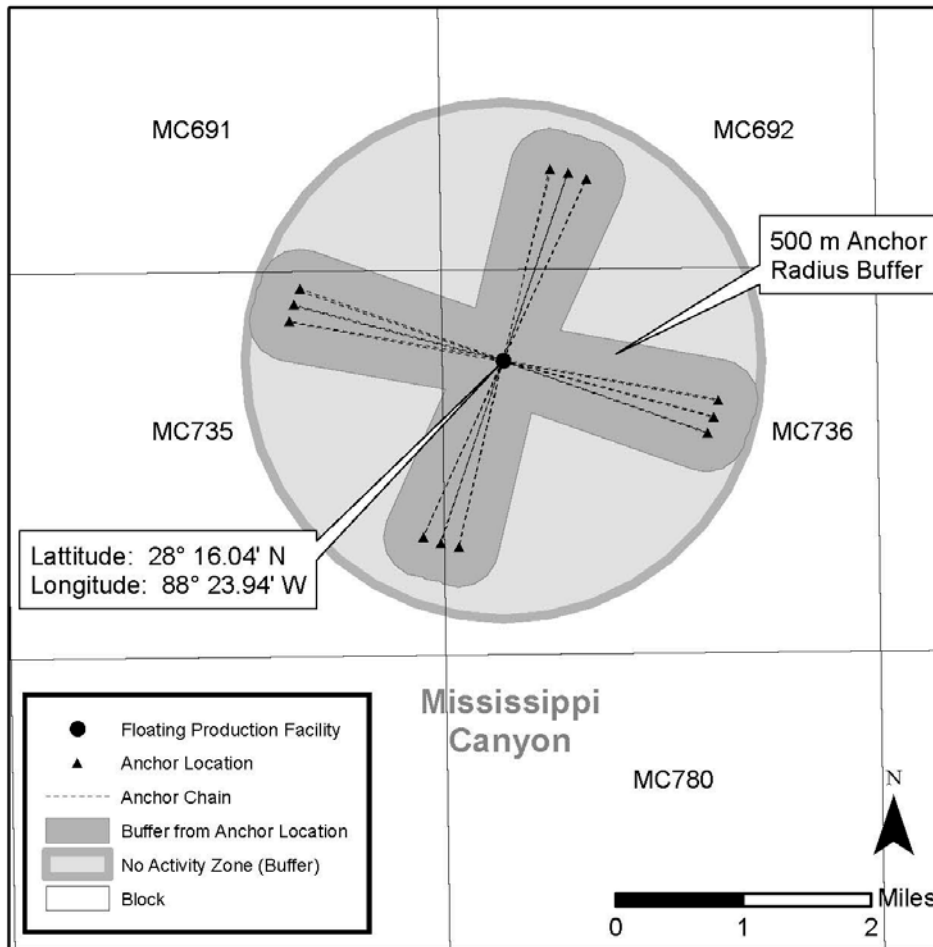 MC691
MC692
500 m Anchor
Radius Buffer
MC735
MC736
Lattitude: 28° 16.04' N
Longitude: 88° 23.94' W
Mississippi
Canyon
MC780
Floating Production Facility
Anchor Location
Anchor Chain
Buffer from Anchor Location
No Activity Zone (Buffer)
Block
N
Miles
0 1 2